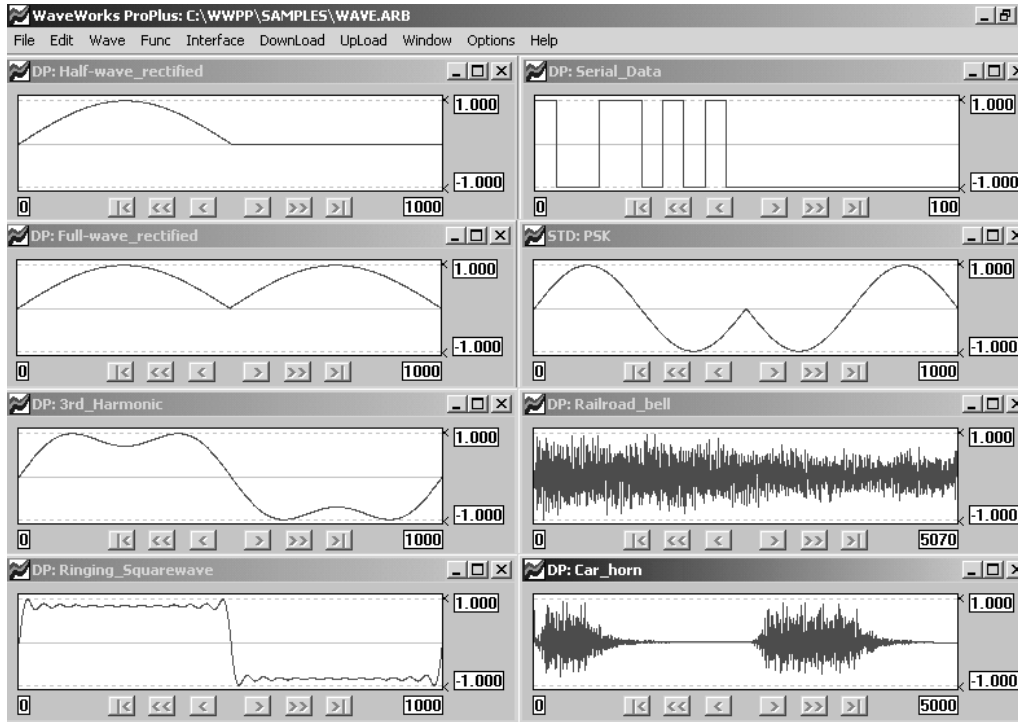 WaveWorks ProPlus: C:\WWPP\SAMPLES\WAVE.ARB
File Edit Wave Func Interface DownLoad UpLoad Window Options Help
DP: Half-wave_rectified
1.000
-1.000
0 |< << < > >> >| 1000
DP: Serial_Data
1.000
-1.000
0 |< << < > >> >| 100
DP: Full-wave_rectified
1.000
-1.000
0 |< << < > >> >| 1000
STD: PSK
1.000
-1.000
0 |< << < > >> >| 1000
DP: 3rd_Harmonic
1.000
-1.000
0 |< << < > >> >| 1000
DP: Railroad_bell
1.000
-1.000
0 |< << < > >> >| 5070
DP: Ringing_Squarewave
1.000
-1.000
0 |< << < > >> >| 1000
DP: Car_horn
1.000
-1.000
0 |< << < > >> >| 5000